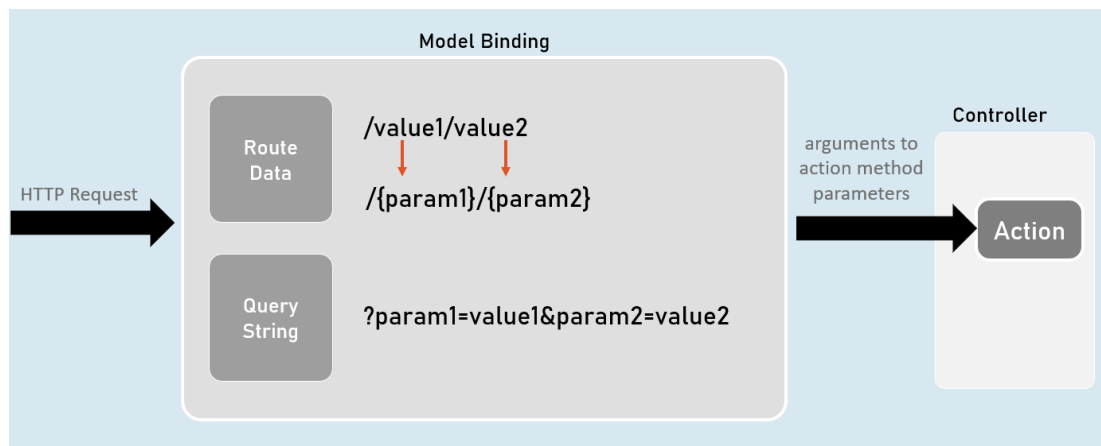 Model Binding
HTTP Request
Route
Data
/value1/value2
/{param1}/{param2}
Query
String
?param1=value1&param2=value2
arguments to
action method
parameters
Controller
Action